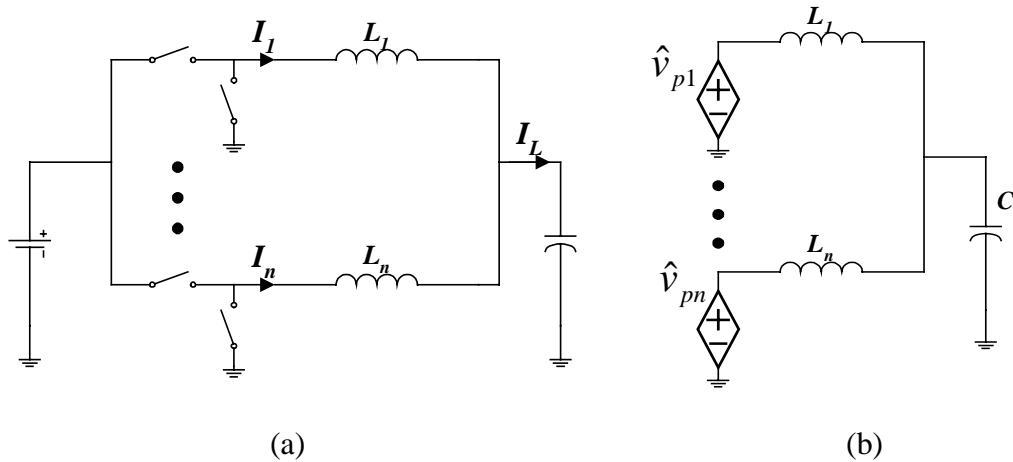 I1
L1
IL
In
Ln
+
(a)
L1
v̂p1
+
−
C
Ln
v̂pn
+
−
(b)